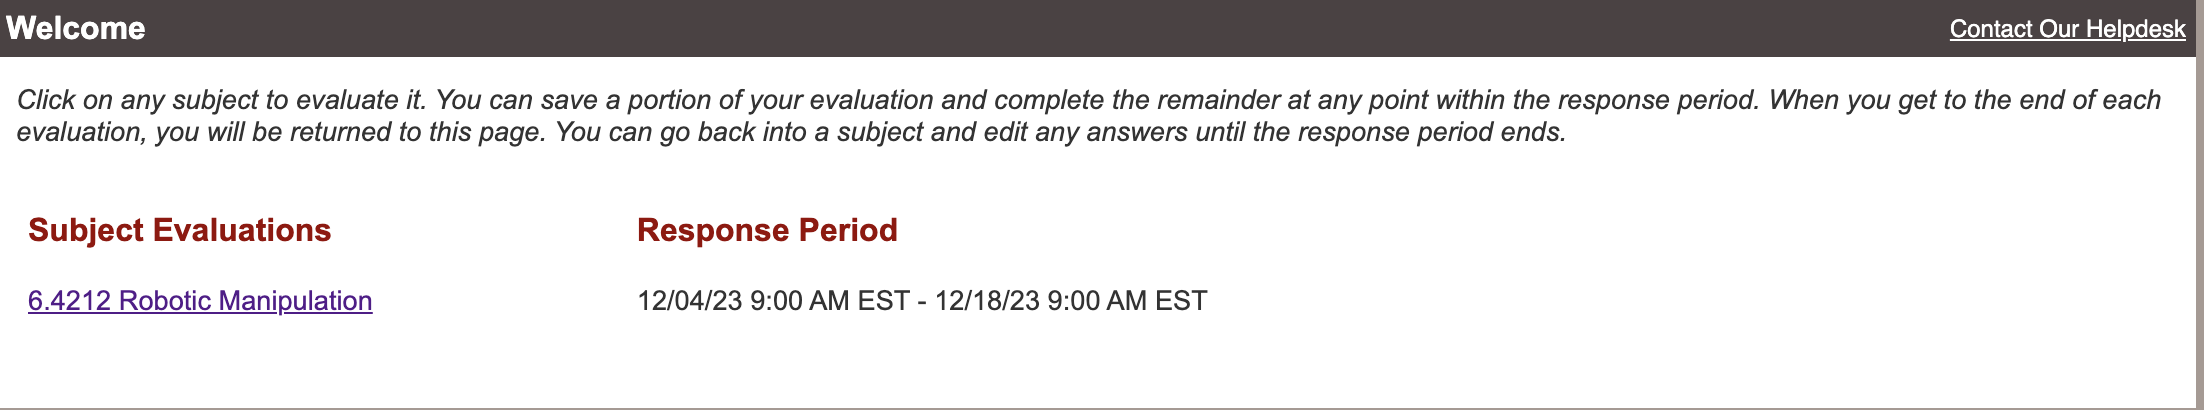 Welcome
Contact Our Helpdesk
Click on any subject to evaluate it. You can save a portion of your evaluation and complete the remainder at any point within the response period. When you get to the end of each
evaluation, you will be returned to this page. You can go back into a subject and edit any answers until the response period ends.
Subject Evaluations
Response Period
6.4212 Robotic Manipulation
12/04/23 9:00 AM EST - 12/18/23 9:00 AM EST